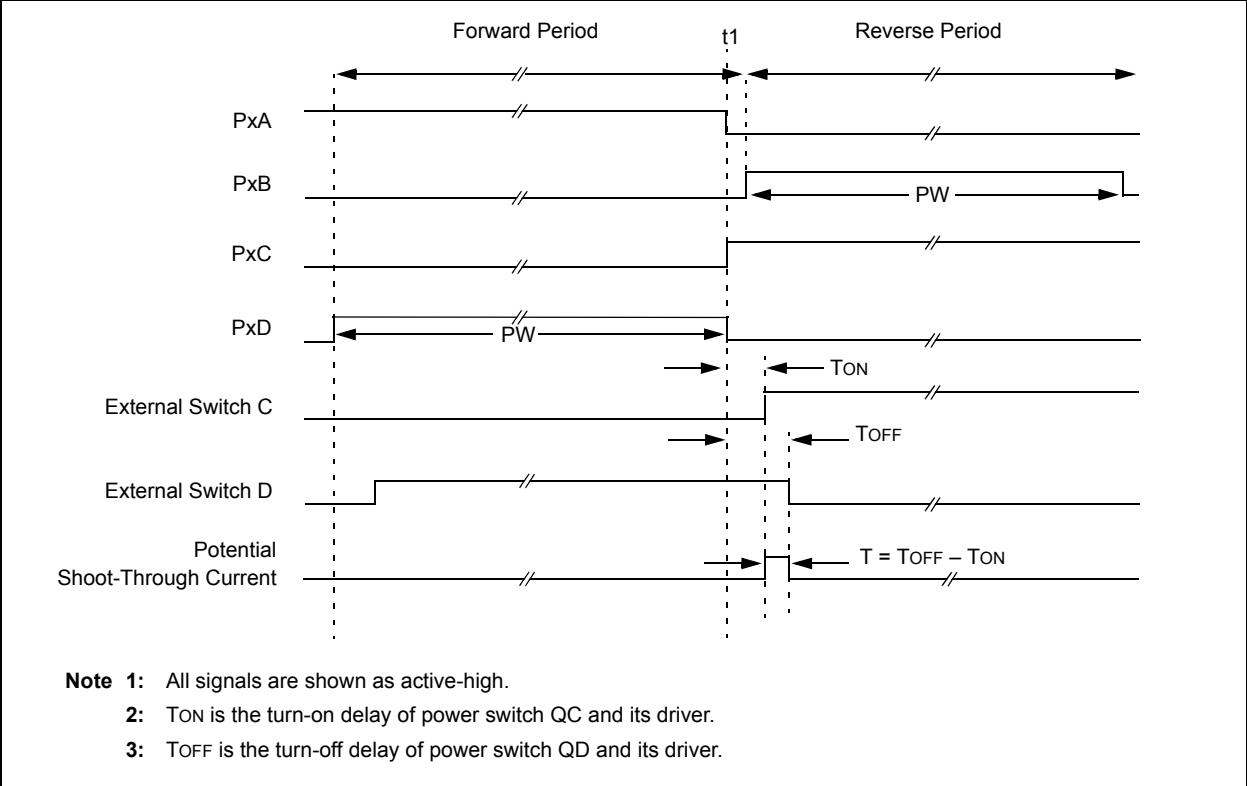 Forward Period
t1
Reverse Period
PxA
PxB
PW
PxC
PxD
PW
TON
External Switch C
TOFF
External Switch D
Potential
Shoot-Through Current
T = TOFF – TON
Note 1: All signals are shown as active-high.
2: TON is the turn-on delay of power switch QC and its driver.
3: TOFF is the turn-off delay of power switch QD and its driver.